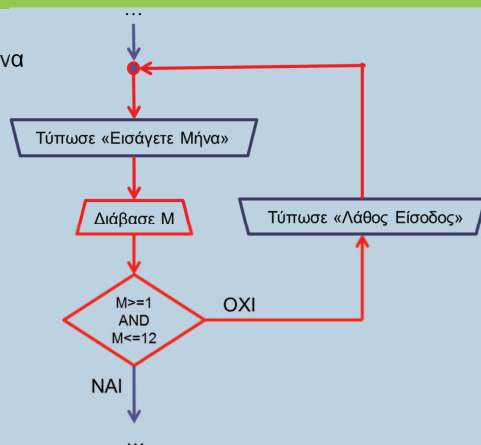 ...
να
Τύπωσε «Εισάγετε Μήνα»
Διάβασε Μ
Τύπωσε «Λάθος Είσοδος»
M>=1
AND
M<=12
ΟΧΙ
ΝΑΙ
...